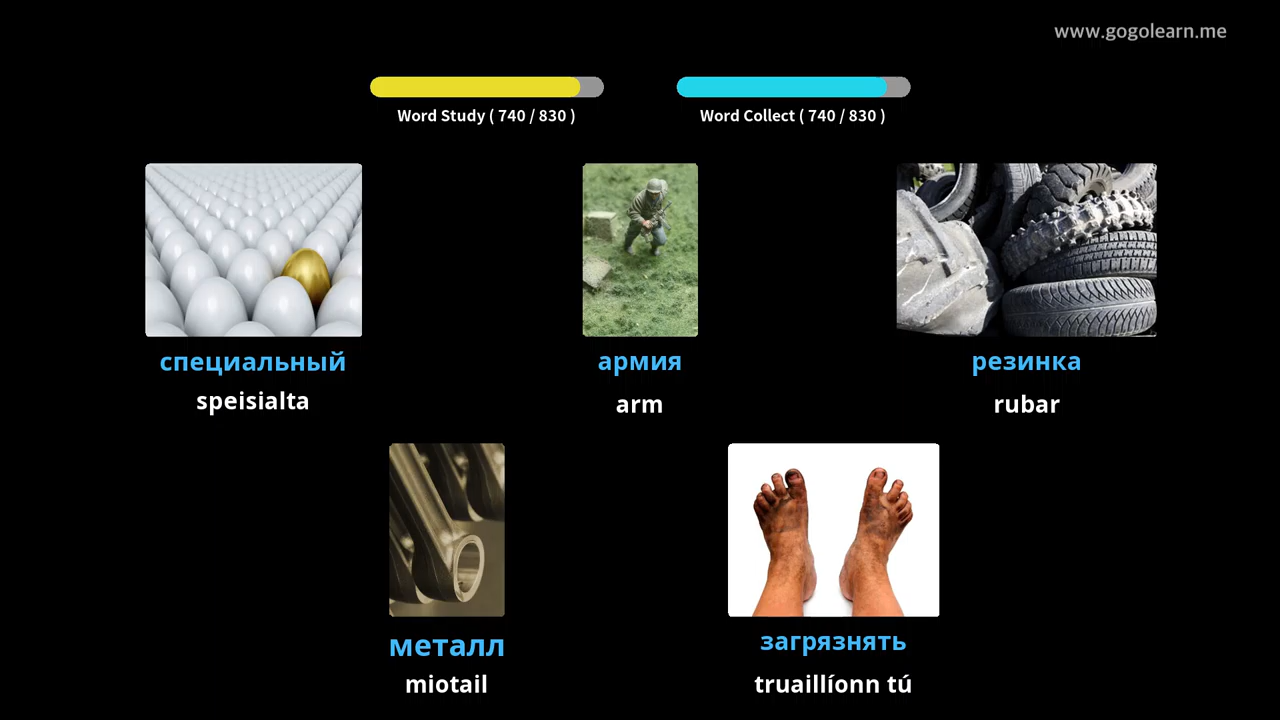 www.gogolearn.me
Word Study ( 740 / 830 )
Word Collect ( 740 / 830 )
специальный
speisialta
армия
arm
резинка
rubar
металл
miotail
загрязнять
truaillíonn tú